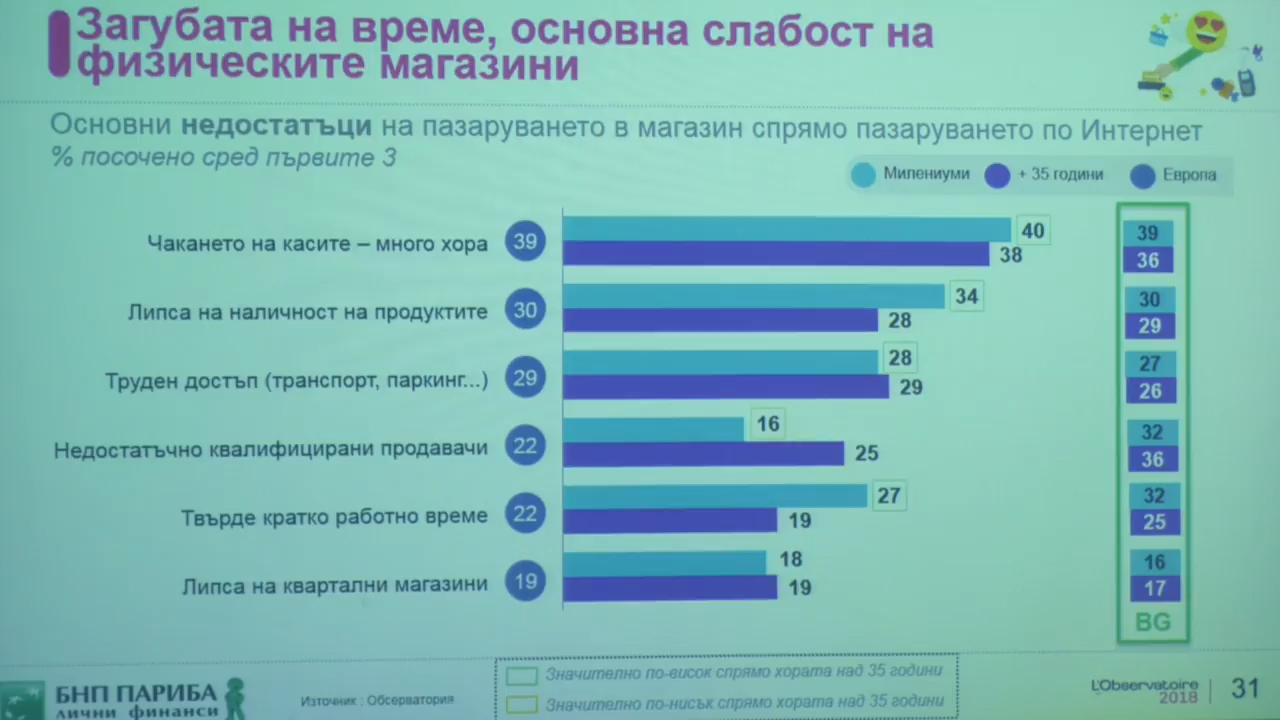 Загубата на време, основна слабост на
физическите магазини
Основни недостатъци на пазаруването в магазин спрямо пазаруването по Интернет
% посочено сред първите 3
Милениуми + 35 години Европа
Чакането на касите – много хора 39 40 38 39 36
Липса на наличност на продуктите 30 34 28 30 29
Труден достъп (транспорт, паркинг...) 29 28 29 27 26
Недостатъчно квалифицирани продавачи 22 16 25 32 36
Твърде кратко работно време 22 27 19 32 25
Липса на квартални магазини 19 18 19 16 17
BG
Значително по-висок спрямо хората над 35 години
Значително по-нисък спрямо хората над 35 години
БНП ПАРИБА
лични финанси
Източник : Обсерватория
L'Observatoire
2018
31